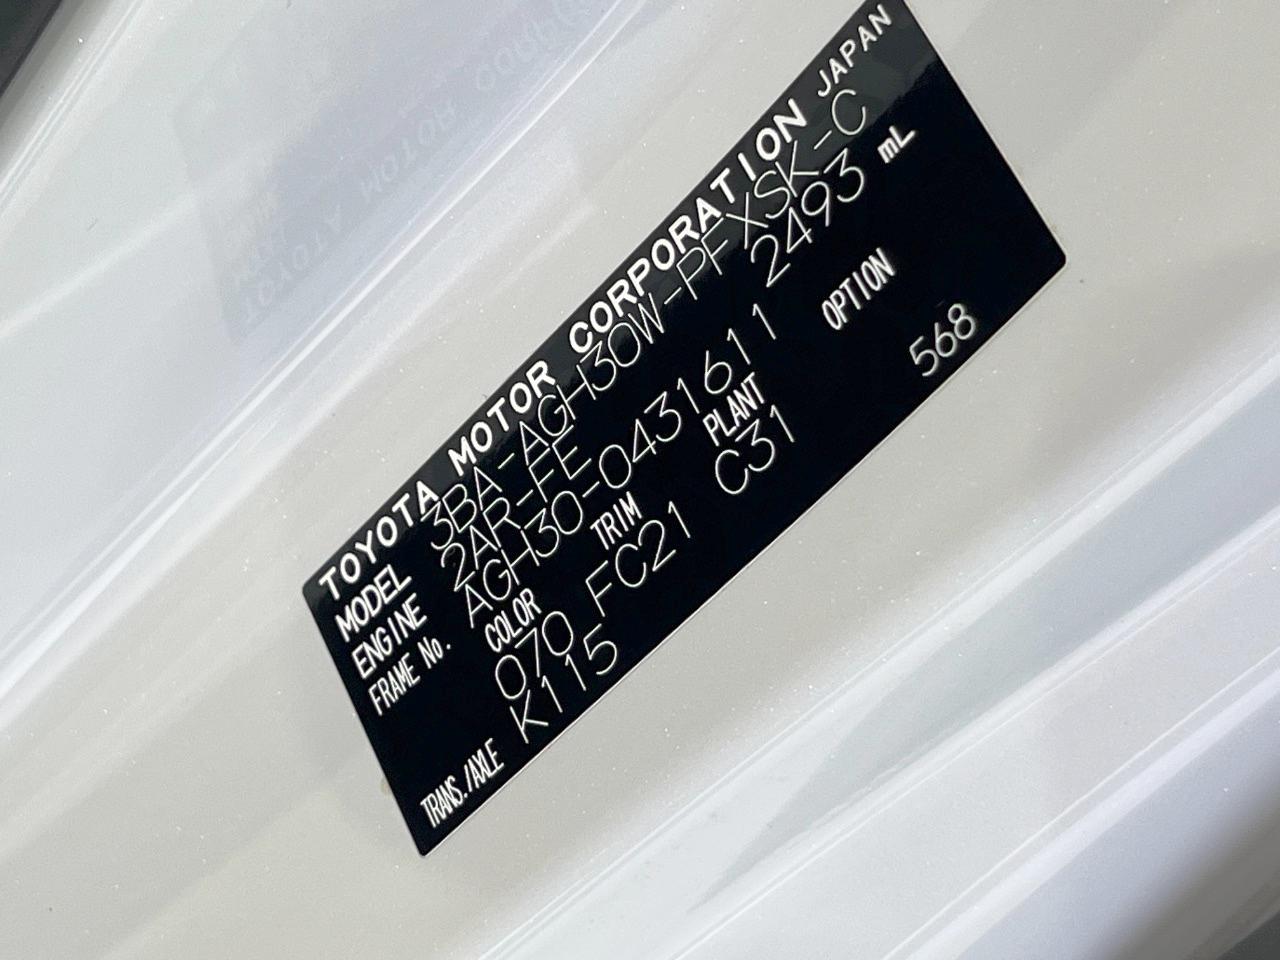 TOYOTA MOTOR CORPORATION JAPAN
MODEL 3BA-AGH30W-PFXSK-C
ENGINE 2AR-FE 2493 mL
FRAME No. AGH30-0431611
COLOR TRIM PLANT OPTION
070 FC21 C31 568
TRANS./AXLE K115